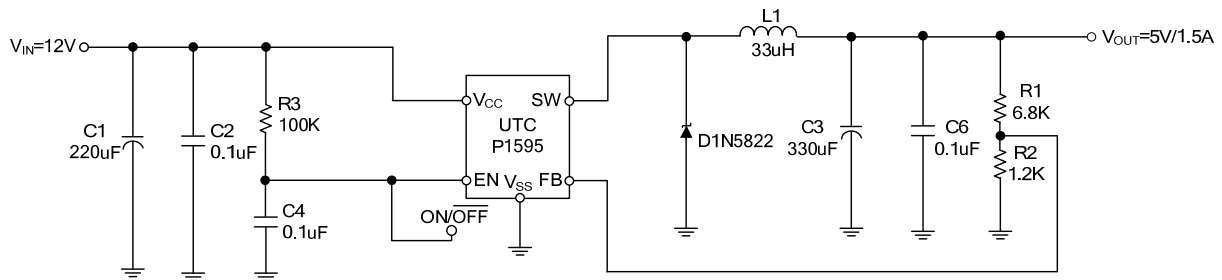 V_IN=12V
C1
220uF
C2
0.1uF
R3
100K
C4
0.1uF
V_CC
SW
UTC
P1595
EN
V_SS
FB
ON/O̅F̅F̅
L1
33uH
D1N5822
C3
330uF
C6
0.1uF
R1
6.8K
R2
1.2K
V_OUT=5V/1.5A